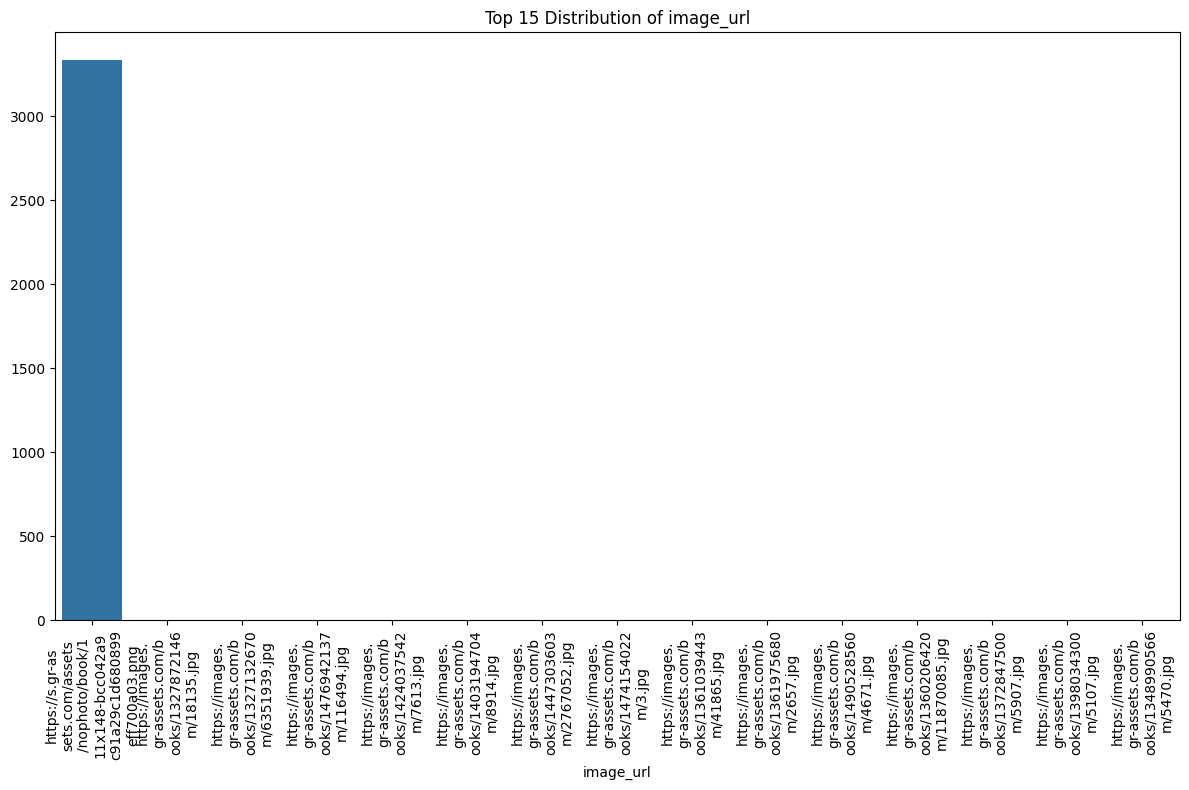 Top 15 Distribution of image_url
3000
2500
2000
1500
1000
500
0
https://s.gr-as
sets.com/assets
/nophoto/book/1
11x148-bcc042a9
c91a29c1d680899
eff700a03.png
https://images.
gr-assets.com/b
ooks/1327872146
m/18135.jpg
https://images.
gr-assets.com/b
ooks/1327132670
m/6351939.jpg
https://images.
gr-assets.com/b
ooks/1476942137
m/116494.jpg
https://images.
gr-assets.com/b
ooks/1424037542
m/7613.jpg
https://images.
gr-assets.com/b
ooks/1403194704
m/8914.jpg
https://images.
gr-assets.com/b
ooks/1447303603
m/2767052.jpg
https://images.
gr-assets.com/b
ooks/1474154022
m/3.jpg
https://images.
gr-assets.com/b
ooks/1361039443
m/41865.jpg
https://images.
gr-assets.com/b
ooks/1361975680
m/2657.jpg
https://images.
gr-assets.com/b
ooks/1490528560
m/4671.jpg
https://images.
gr-assets.com/b
ooks/1360206420
m/11870085.jpg
https://images.
gr-assets.com/b
ooks/1372847500
m/5907.jpg
https://images.
gr-assets.com/b
ooks/1398034300
m/5107.jpg
https://images.
gr-assets.com/b
ooks/1348990566
m/5470.jpg
image_url